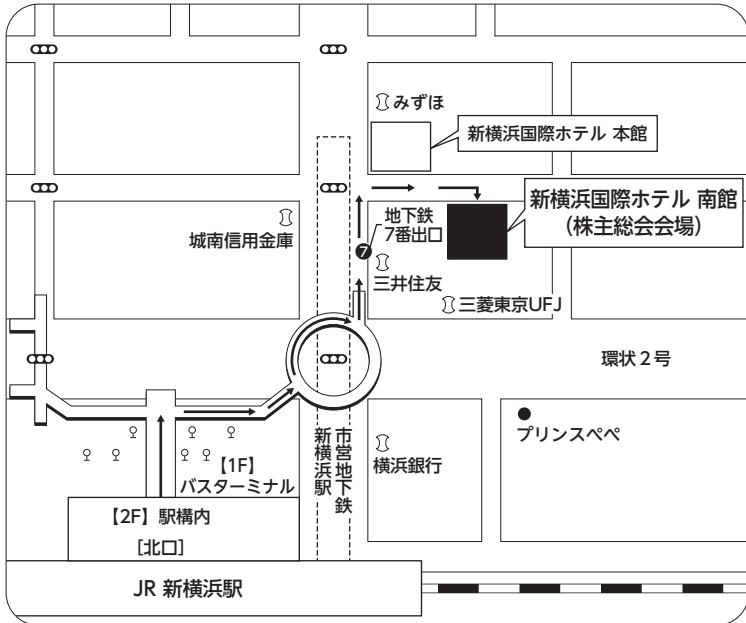 みずほ
新横浜国際ホテル 本館
新横浜国際ホテル 南館
(株主総会会場)
地下鉄
7番出口
7
城南信用金庫
三井住友
三菱東京UFJ
環状2号
プリンスペペ
市営地下鉄
新横浜駅
横浜銀行
【1F】
バスターミナル
【2F】駅構内
[北口]
JR 新横浜駅